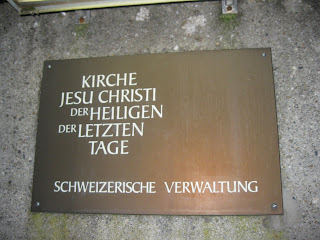 KIRCHE
JESU CHRISTI
DER HEILIGEN
DER LETZTEN
TAGE
SCHWEIZERISCHE VERWALTUNG